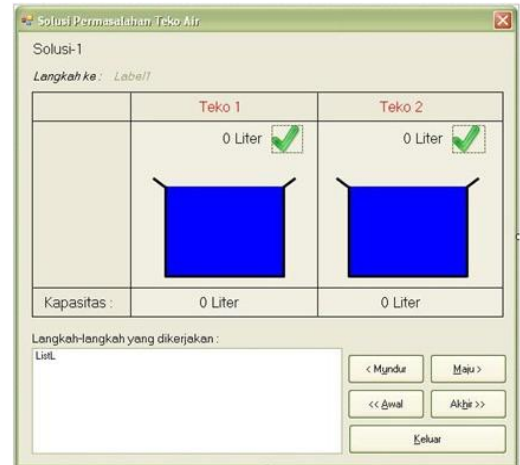 Solusi Permasalahan Teko Air
Solusi-1
Langkah ke : Label1
Teko 1 Teko 2
0 Liter 0 Liter
Kapasitas : 0 Liter 0 Liter
Langkah-langkah yang dikerjakan :
ListL
< Mundur Maju >
<< Awal Akhir >>
Keluar